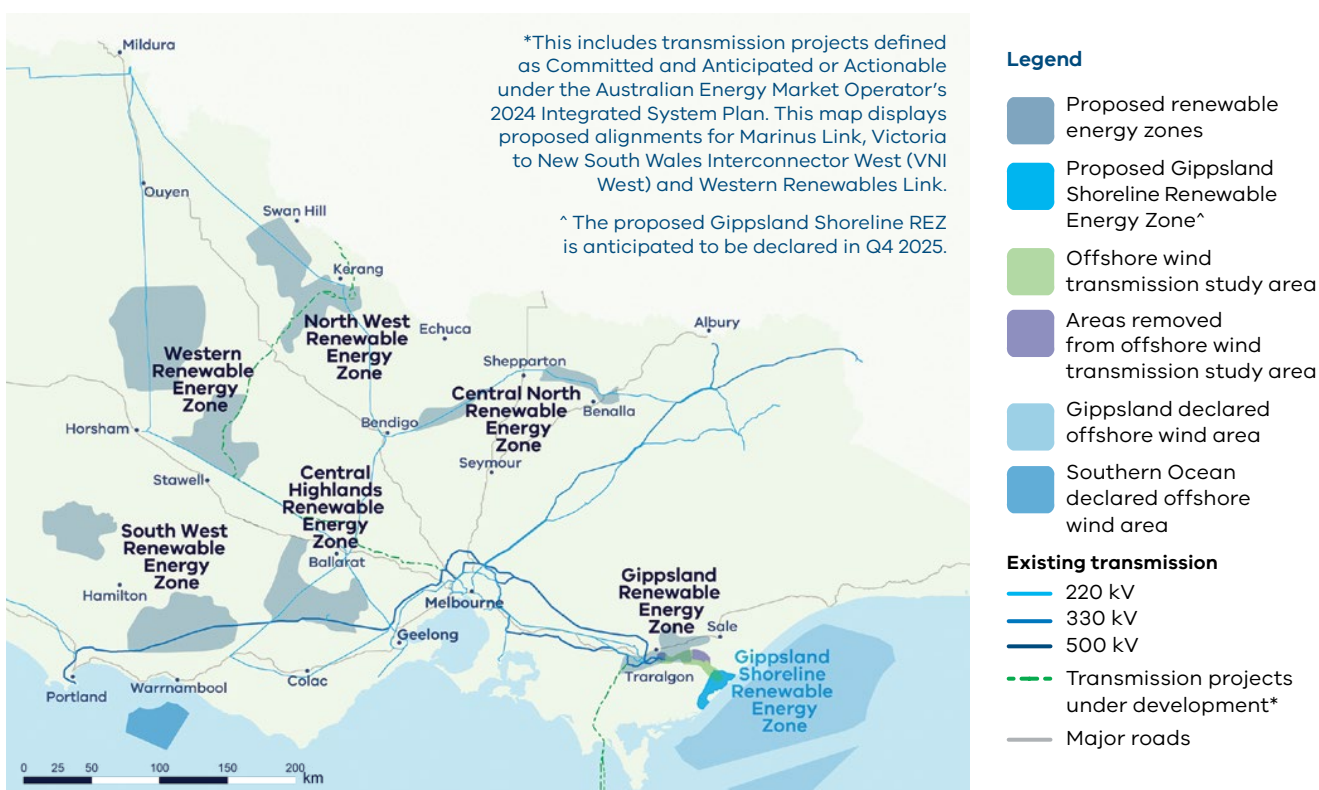 Mildura
*This includes transmission projects defined
as Committed and Anticipated or Actionable
under the Australian Energy Market Operator's
2024 Integrated System Plan. This map displays
proposed alignments for Marinus Link, Victoria
to New South Wales Interconnector West (VNI
West) and Western Renewables Link.
^ The proposed Gippsland Shoreline REZ
is anticipated to be declared in Q4 2025.
Ouyen
Swan Hill
Kerang
North West
Renewable
Energy
Zone
Echuca
Albury
Western
Renewable
Energy
Zone
Shepparton
Central North
Renewable
Energy
Zone
Benalla
Bendigo
Horsham
Seymour
Stawell
Central
Highlands
Renewable
Energy
Zone
Ballarat
South West
Renewable
Energy
Zone
Hamilton
Melbourne
Gippsland
Renewable
Energy
Zone
Sale
Geelong
Traralgon
Gippsland
Shoreline
Renewable
Energy
Zone
Portland
Warrnambool
Colac
0 25 50 100 150 200
km
Legend
Proposed renewable
energy zones
Proposed Gippsland
Shoreline Renewable
Energy Zone^
Offshore wind
transmission study area
Areas removed
from offshore wind
transmission study area
Gippsland declared
offshore wind area
Southern Ocean
declared offshore
wind area
Existing transmission
220 kV
330 kV
500 kV
Transmission projects
under development*
Major roads